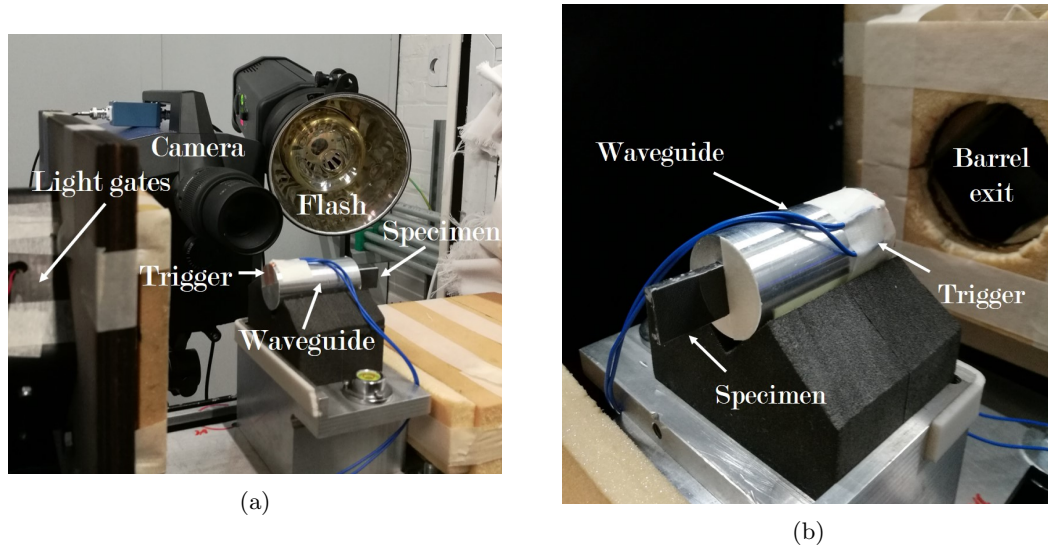 Camera
Light gates
Flash
Specimen
Trigger
Waveguide
(a)
Waveguide
Barrel
exit
Trigger
Specimen
(b)